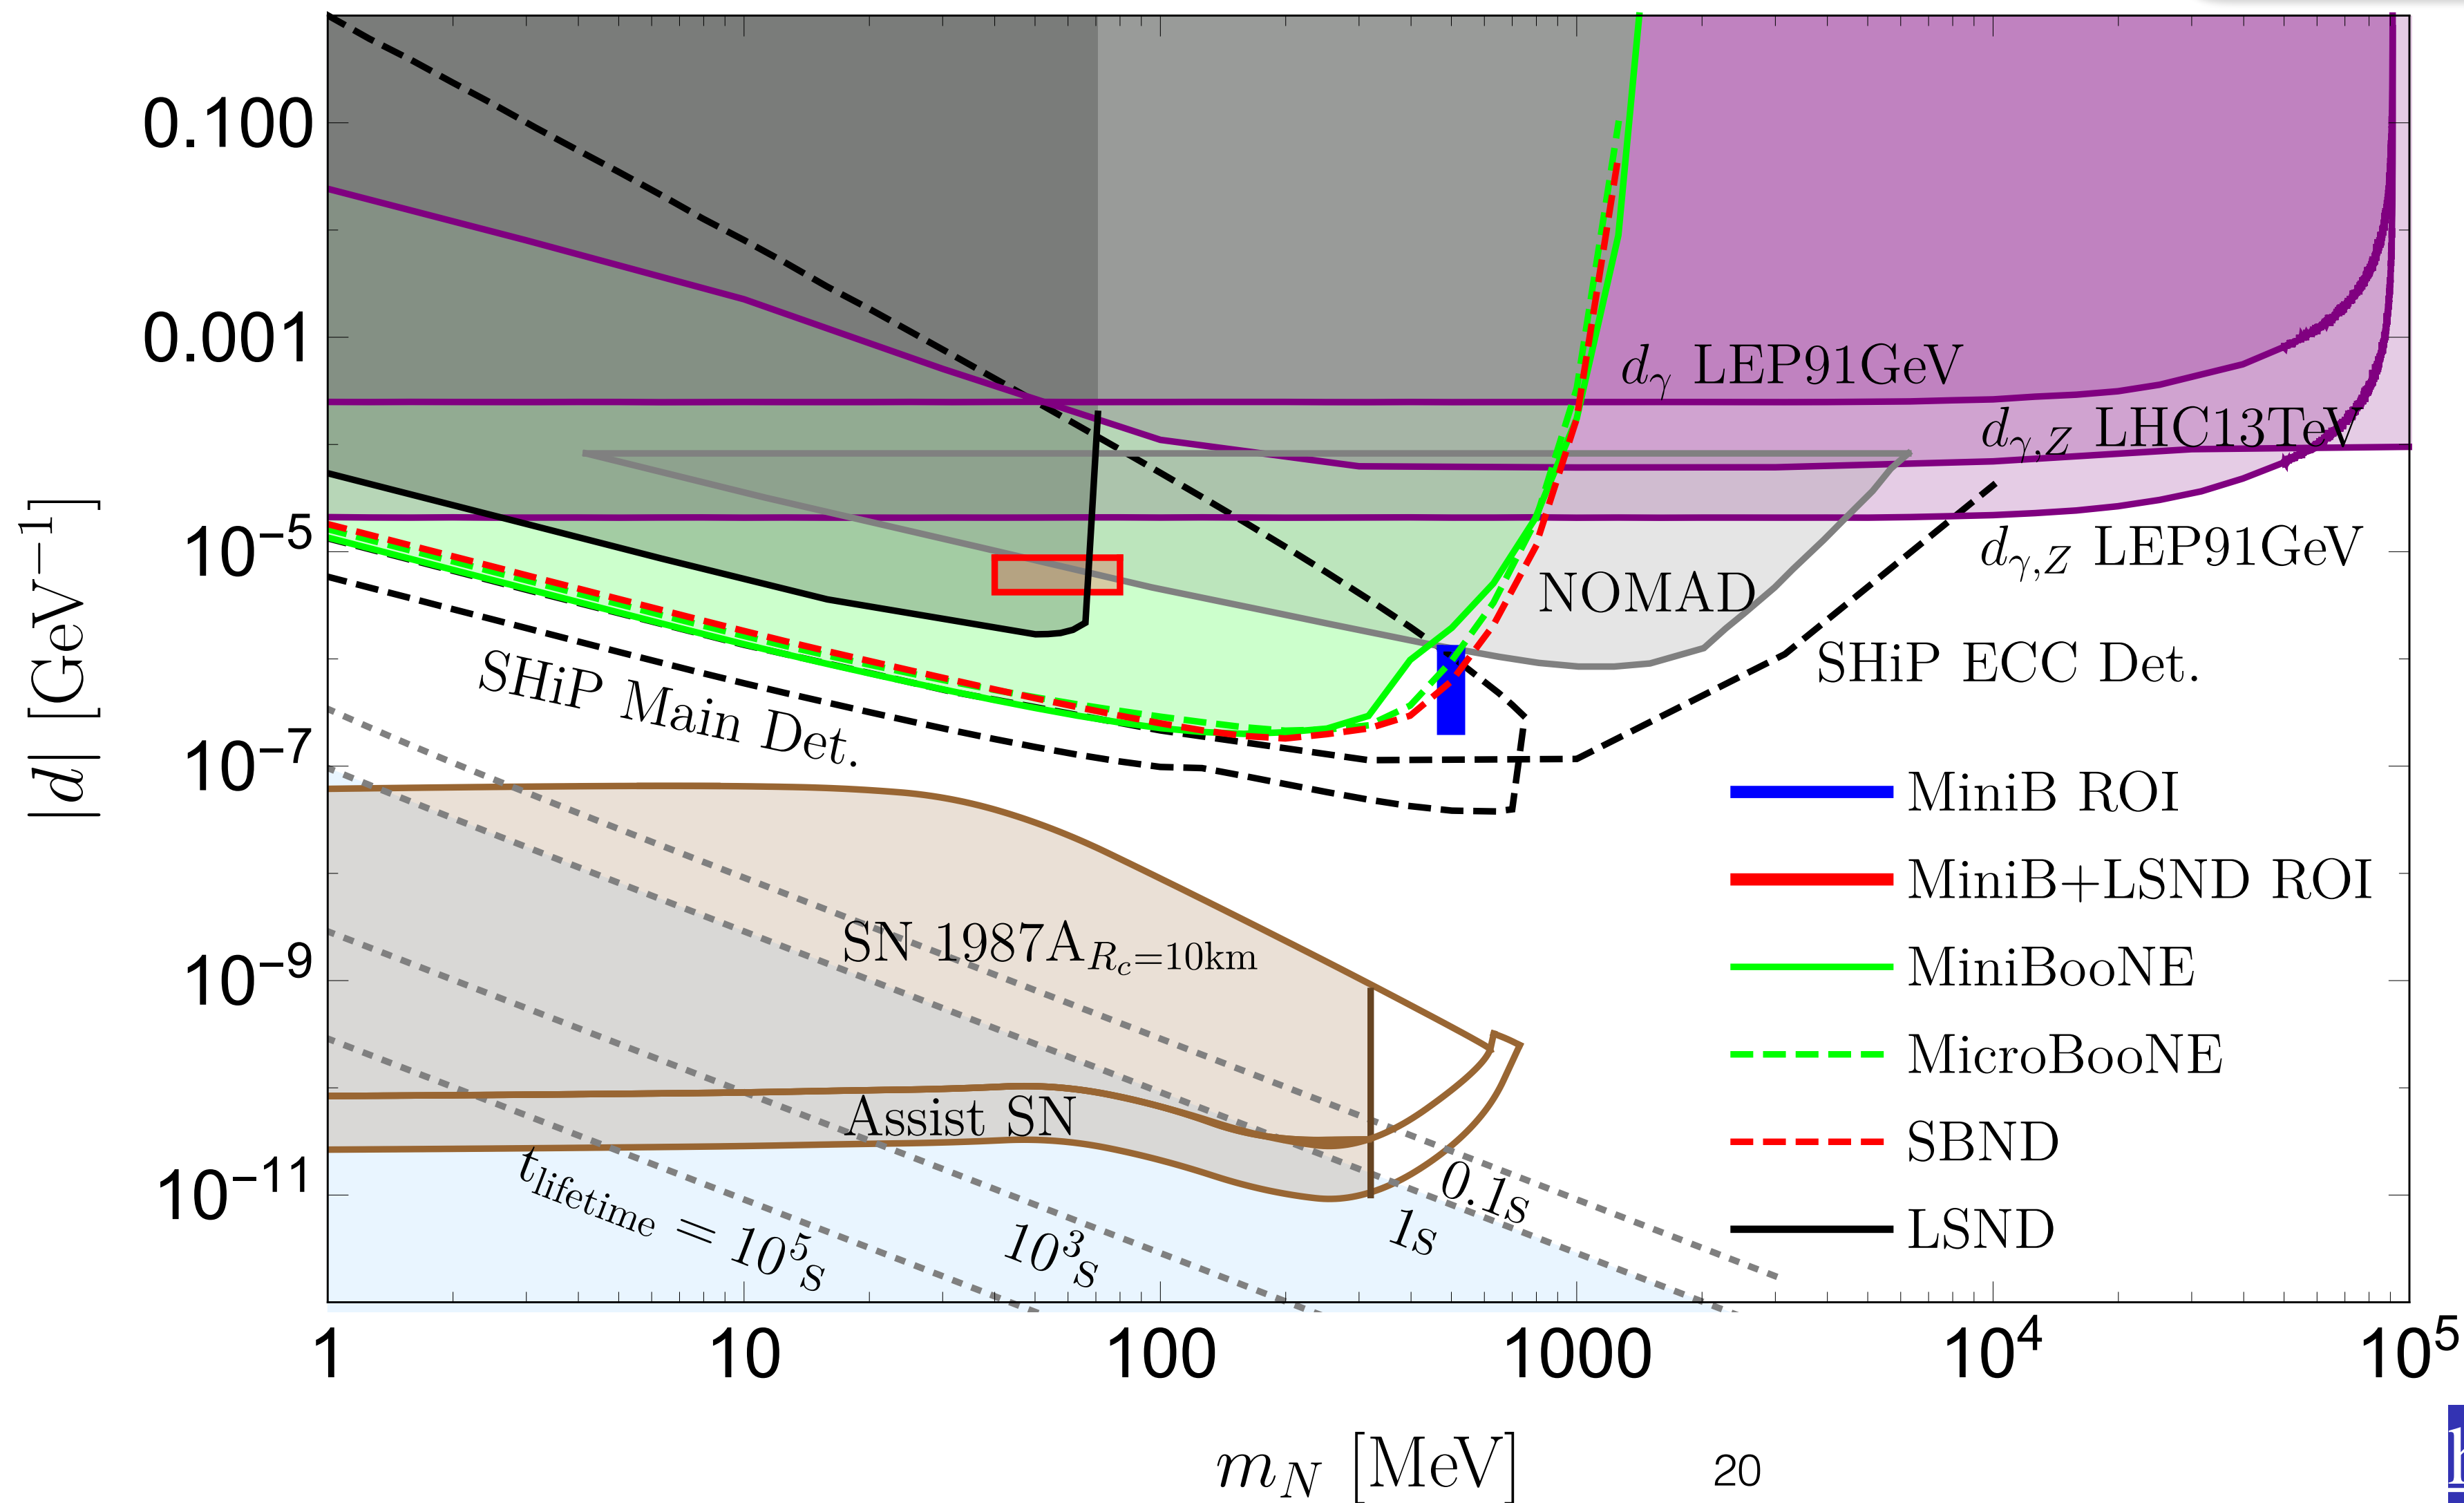 0.100
0.001
10⁻⁵
10⁻⁷
10⁻⁹
10⁻¹¹
|d| [GeV⁻¹]
d_γ LEP91GeV
d_γ,Z LHC13TeV
d_γ,Z LEP91GeV
NOMAD
SHiP ECC Det.
SHiP Main Det.
MiniB ROI
MiniB+LSND ROI
MiniBooNE
MicroBooNE
SBND
LSND
SN 1987A_R_c=10km
Assist SN
t_lifetime = 10⁵s
10³s
1s
0.1s
1
10
100
1000
10⁴
10⁵
m_N [MeV]
20